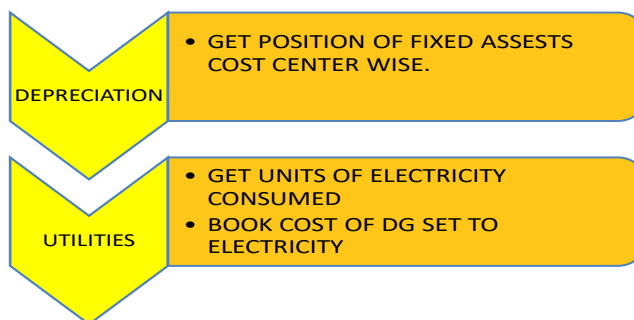 DEPRECIATION
• GET POSITION OF FIXED ASSESTS
COST CENTER WISE.
UTILITIES
• GET UNITS OF ELECTRICITY
CONSUMED
• BOOK COST OF DG SET TO
ELECTRICITY